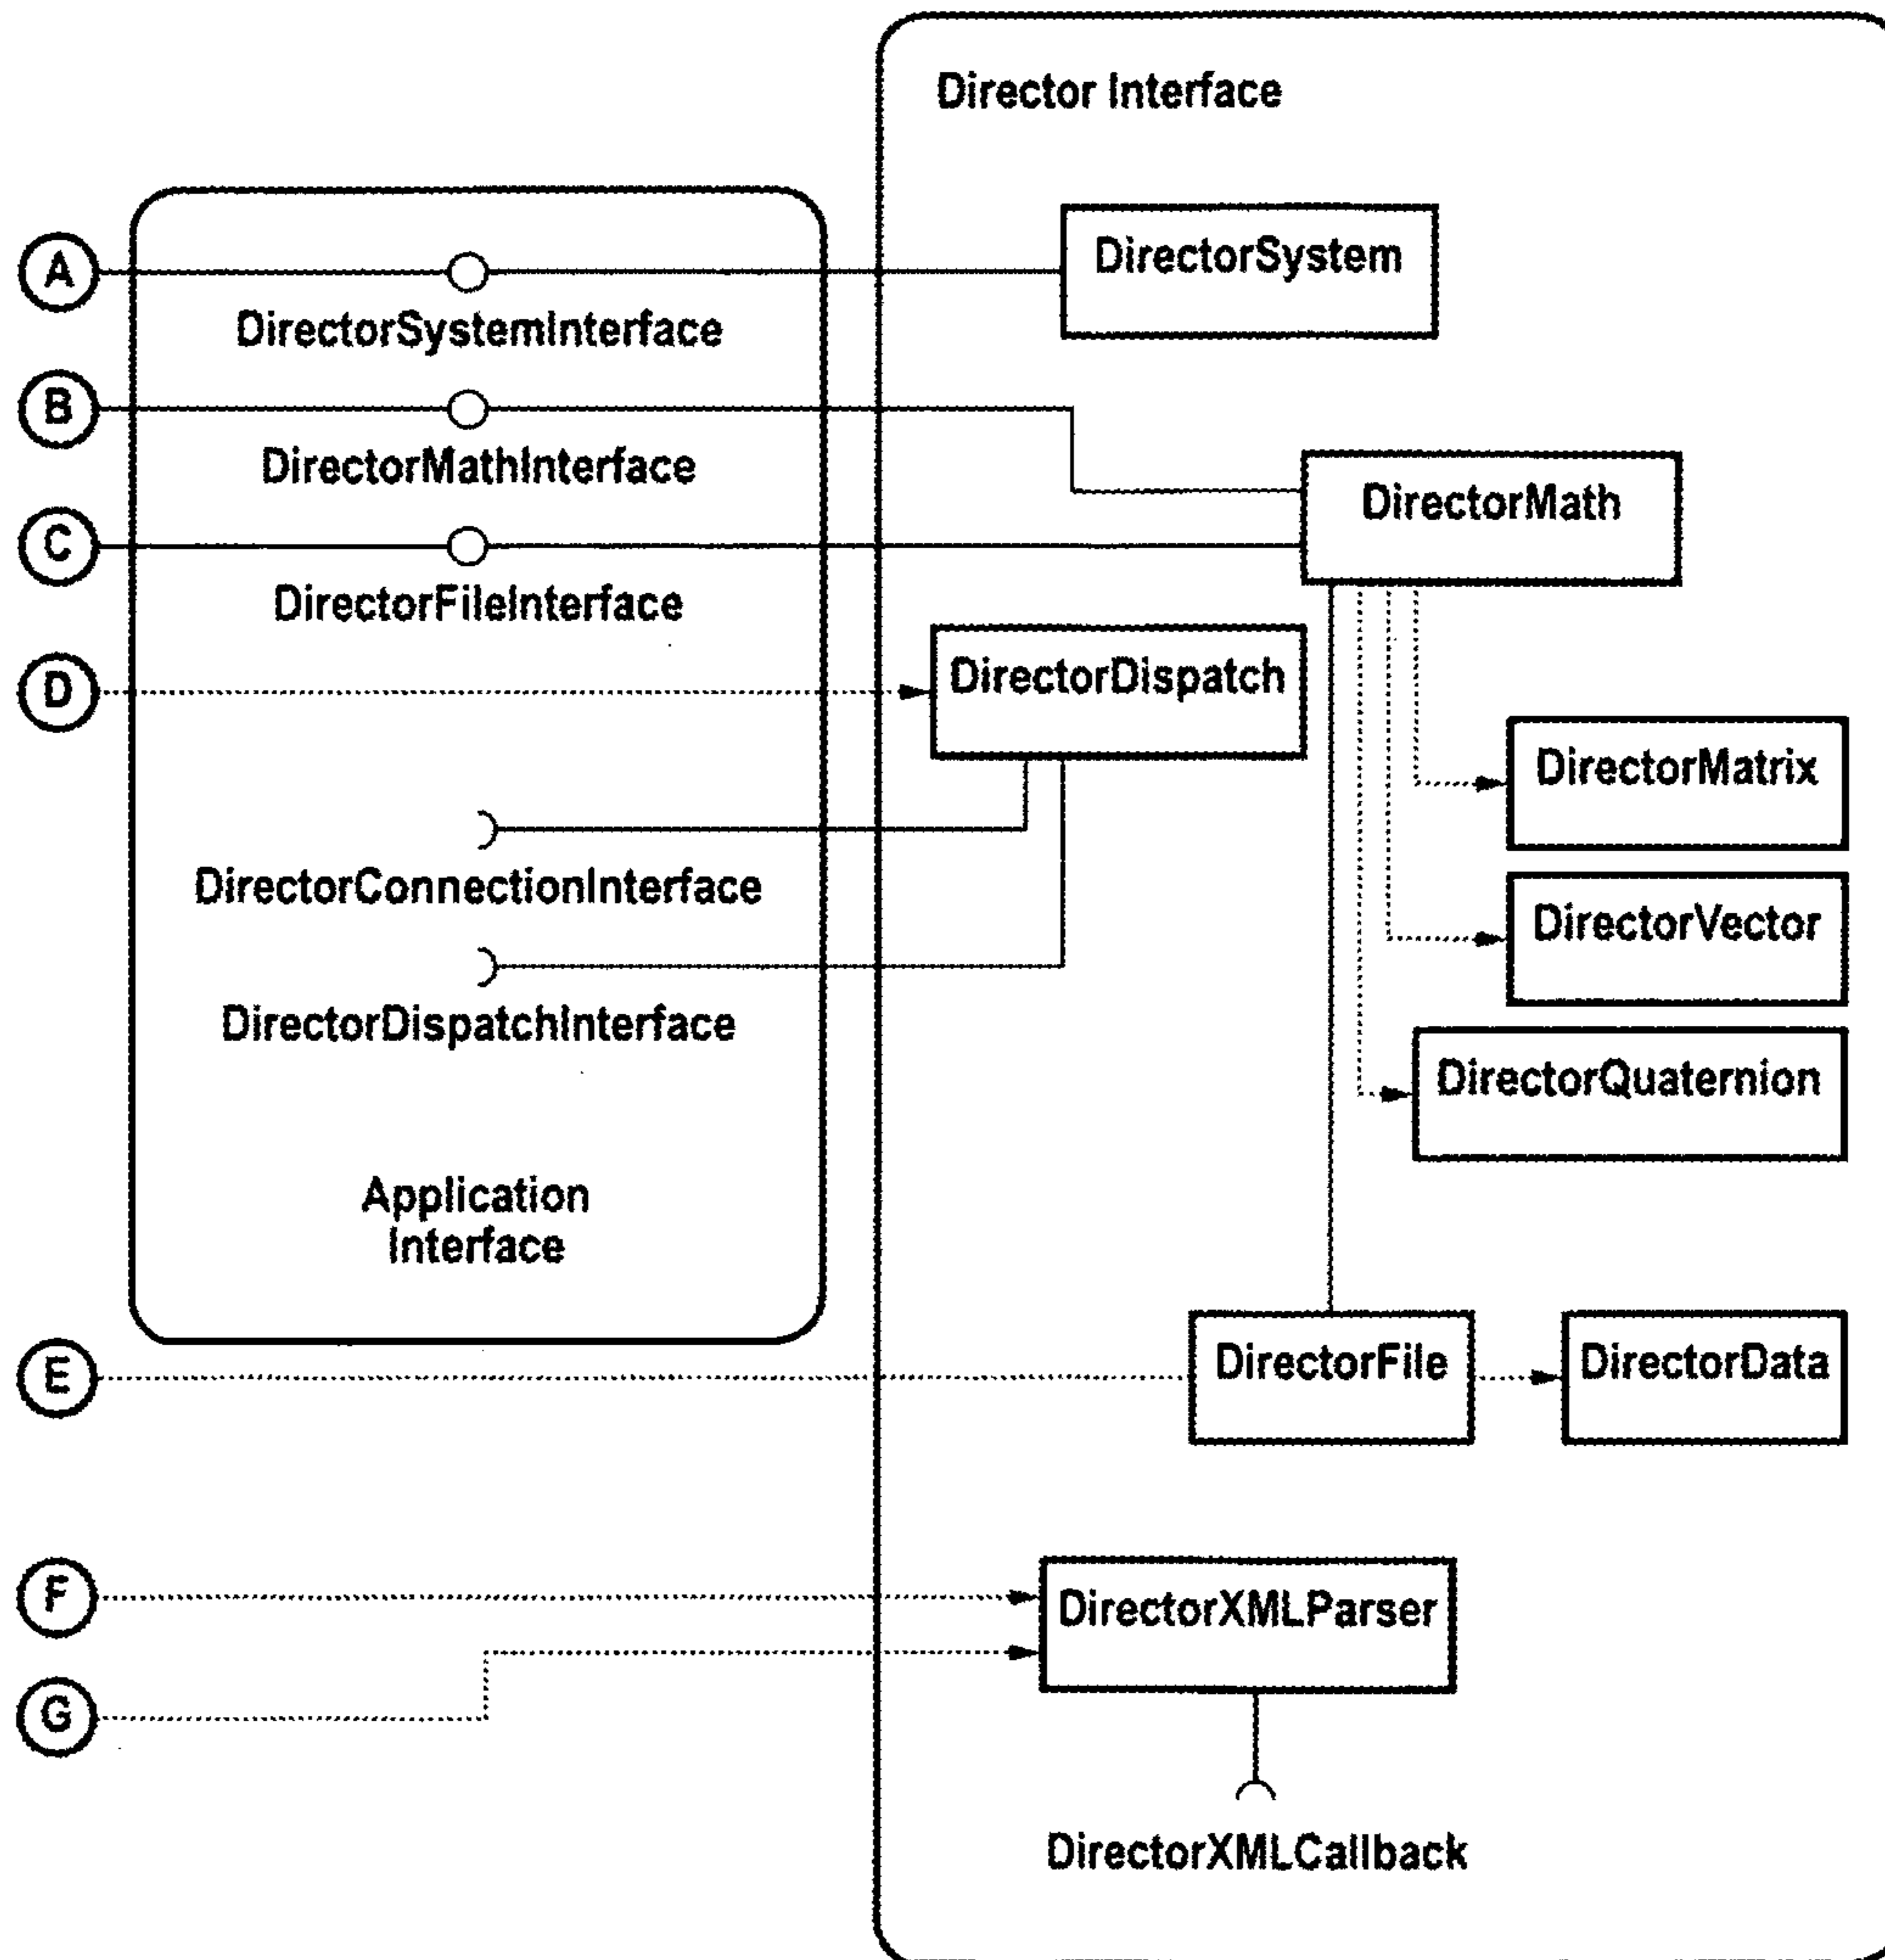 Director Interface
DirectorSystem
A
DirectorSystemInterface
B
DirectorMathInterface
DirectorMath
C
DirectorFileInterface
D
DirectorDispatch
DirectorMatrix
DirectorConnectionInterface
DirectorVector
DirectorDispatchInterface
DirectorQuaternion
Application
Interface
E
DirectorFile
DirectorData
F
DirectorXMLParser
G
DirectorXMLCallback